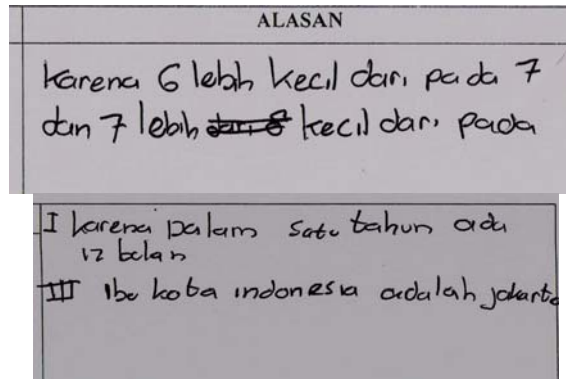 ALASAN
Karena 6 lebih kecil dari pada 7
dan 7 lebih kecil dari pada
I karena Dalam satu tahun ada
12 bolan
III Ibu kota indonesia adalah jakarta